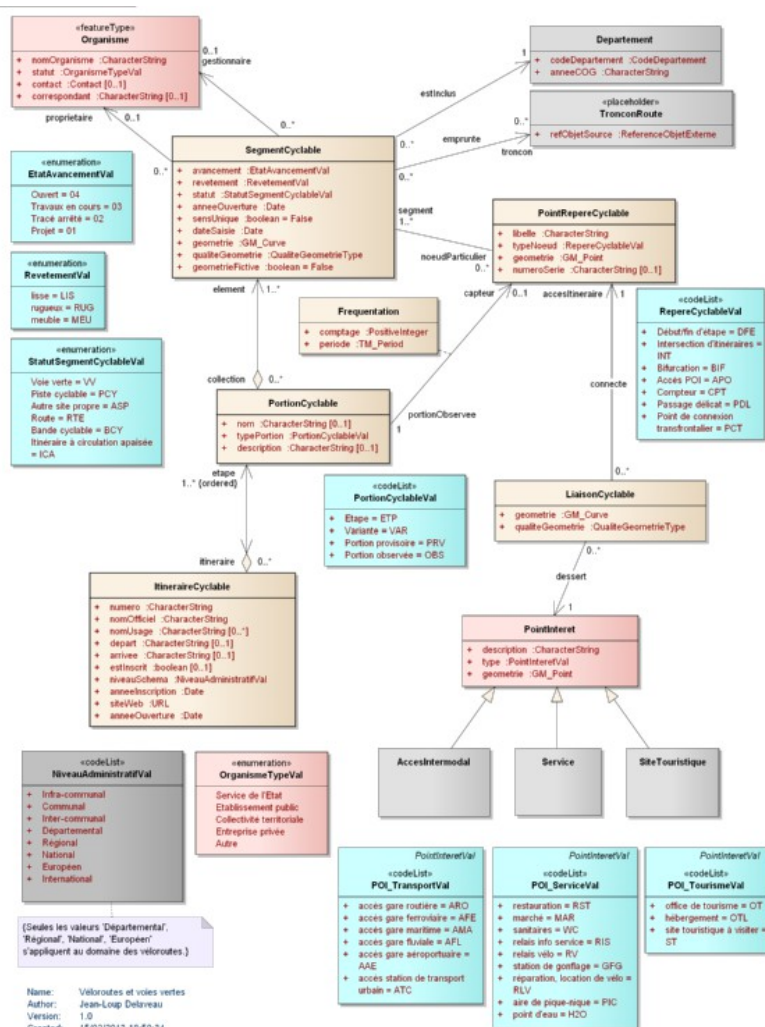 «featureType»
Organisme
+ nomOrganisme :CharacterString
+ statut :OrganismeTypeVal
+ contact :Contact [0..1]
+ correspondant :CharacterString [0..1]
0..1
gestionnaire
proprietaire
0..1
0..*
0..*
Departement
+ codeDepartement :CodeDepartement
+ anneeCOG :CharacterString
1
estInclus
0..*
«placeholder»
TronconRoute
+ refObjetSource :ReferenceObjetExterne
0..*
emprunte
troncon
0..*
SegmentCyclable
+ avancement :EtatAvancementVal
+ revetement :RevetementVal
+ statut :StatutSegmentCyclableVal
+ anneeOuverture :Date
+ sensUnique :boolean = False
+ dateSaisie :Date
+ geometrie :GM_Curve
+ qualiteGeometrie :QualiteGeometrieType
+ geometrieFictive :boolean = False
«enumeration»
EtatAvancementVal
Ouvert = 04
Travaux en cours = 03
Tracé arrêté = 02
Projet = 01
«enumeration»
RevetementVal
lisse = LIS
rugueux = RUG
meuble = MEU
«enumeration»
StatutSegmentCyclableVal
Voie verte = VV
Piste cyclable = PCY
Autre site propre = ASP
Route = RTE
Bande cyclable = BCY
Itinéraire à circulation apaisée
= ICA
segment
1..*
noeudParticulier
0..*
PointRepereCyclable
+ libelle :CharacterString
+ typeNoeud :RepereCyclableVal
+ geometrie :GM_Point
+ numeroSerie :CharacterString [0..1]
capteur
0..1
accesItineraire
1
«codeList»
RepereCyclableVal
+ Début/fin d'étape = DFE
+ Intersection d'itinéraires =
INT
+ Bifurcation = BIF
+ Accès POI = APO
+ Compteur = CPT
+ Passage délicat = PDL
+ Point de connexion
transfrontalier = PCT
element
1..*
Frequentation
+ comptage :PositiveInteger
+ periode :TM_Period
collection
0..*
PortionCyclable
+ nom :CharacterString [0..1]
+ typePortion :PortionCyclableVal
+ description :CharacterString [0..1]
portionObservee
1
connecte
0..*
etape
1..* {ordered}
«codeList»
PortionCyclableVal
+ Etape = ETP
+ Variante = VAR
+ Portion provisoire = PRV
+ Portion observée = OBS
LiaisonCyclable
+ geometrie :GM_Curve
+ qualiteGeometrie :QualiteGeometrieType
0..*
dessert
1
itineraire
0..*
ItineraireCyclable
+ numero :CharacterString
+ nomOfficiel :CharacterString
+ nomUsage :CharacterString [0..*]
+ depart :CharacterString [0..1]
+ arrivee :CharacterString [0..1]
+ estInscrit :boolean [0..1]
+ niveauSchema :NiveauAdministratifVal
+ anneeInscription :Date
+ siteWeb :URL
+ anneeOuverture :Date
PointInteret
+ description :CharacterString
+ type :PointInteretVal
+ geometrie :GM_Point
AccesIntermodal
Service
SiteTouristique
«codeList»
NiveauAdministratifVal
+ Infra-communal
+ Communal
+ Inter-communal
+ Départemental
+ Régional
+ National
+ Européen
+ International
«enumeration»
OrganismeTypeVal
Service de l'Etat
Etablissement public
Collectivité territoriale
Entreprise privée
Autre
{Seules les valeurs 'Départemental',
'Régional', 'National', 'Européen'
s'appliquent au domaine des véloroutes.}
PointInteretVal
«codeList»
POI_TransportVal
+ accès gare routière = ARO
+ accès gare ferroviaire = AFE
+ accès gare maritime = AMA
+ accès gare fluviale = AFL
+ accès gare aéroportuaire =
AAE
+ accès station de transport
urbain = ATC
PointInteretVal
«codeList»
POI_ServiceVal
+ restauration = RST
+ marché = MAR
+ sanitaires = WC
+ relais info service = RIS
+ relais vélo = RV
+ station de gonflage = GFG
+ réparation, location de vélo =
RLV
+ aire de pique-nique = PIC
+ point d'eau = H2O
PointInteretVal
«codeList»
POI_TourismeVal
+ office de tourisme = OT
+ hébergement = OTL
+ site touristique à visiter =
ST
Name: Véloroutes et voies vertes
Author: Jean-Loup Delaveau
Version: 1.0